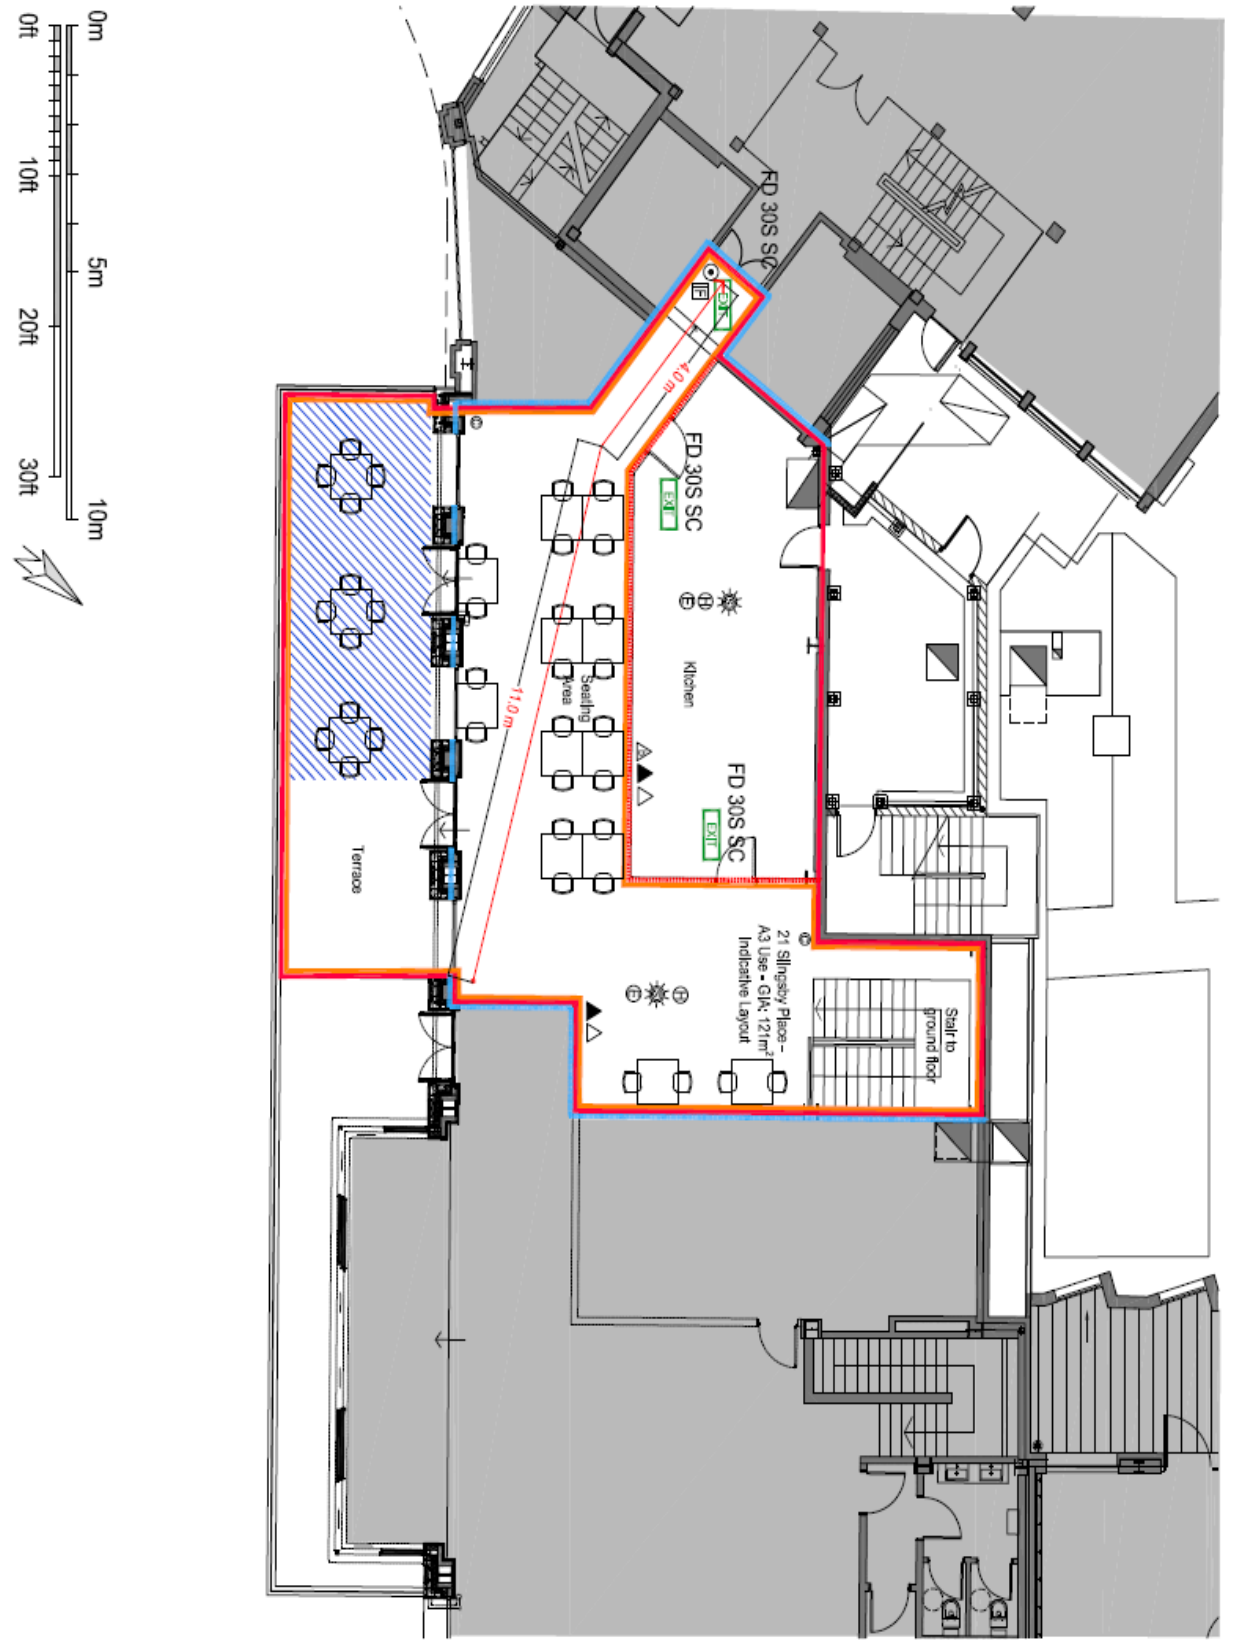 0m
5m
10m
0ft
10ft
20ft
30ft
FD 30S SC
EXIT
IF
4.0 m
FD 30S SC
EXIT
E H
Kitchen
Seating
Area
11.0 m
FD 30S SC
EXIT
Terrace
©
©
21 Slingsby Place –
A3 Use - GIA: 121m²
Indicative Layout
E H
Stair to
ground floor